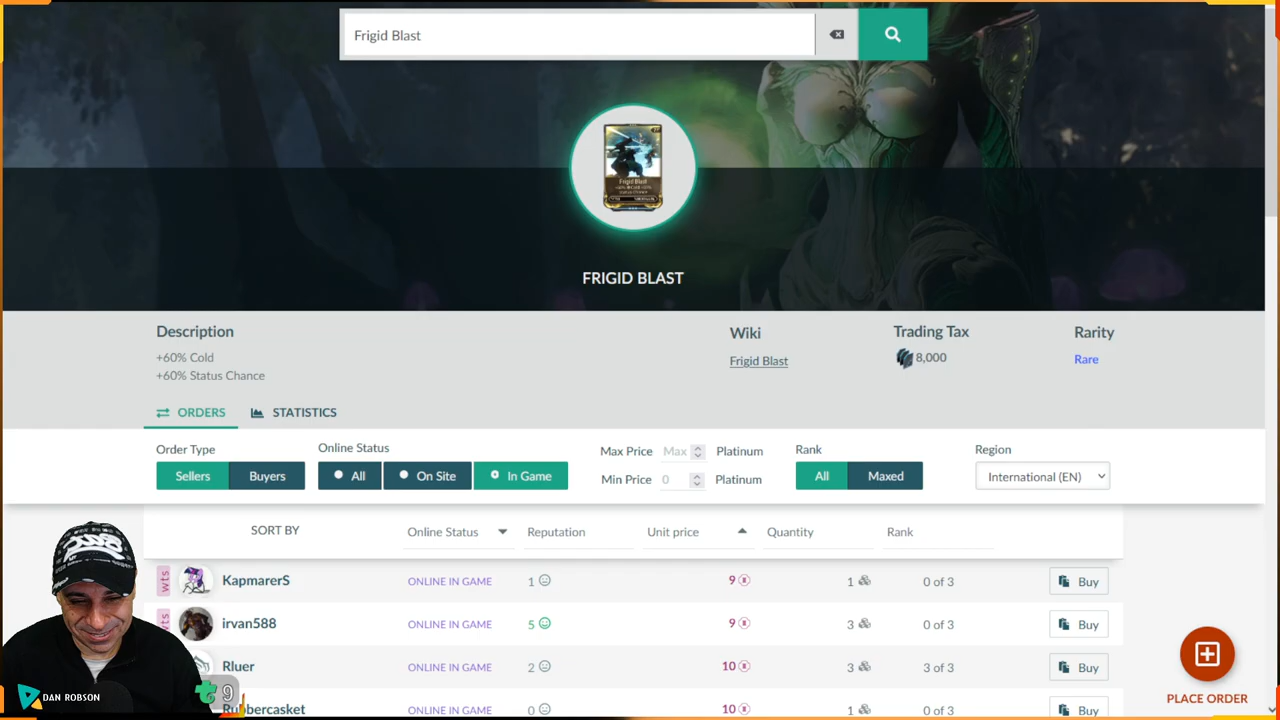 Frigid Blast
Frigid Blast
FRIGID BLAST
Description
+60% Cold
+60% Status Chance
Wiki
Frigid Blast
Trading Tax
8,000
Rarity
Rare
ORDERS STATISTICS
Order Type
Sellers Buyers
Online Status
All On Site In Game
Max Price Max Platinum
Min Price 0 Platinum
Rank
All Maxed
Region
International (EN)
SORT BY Online Status Reputation Unit price Quantity Rank
wts KapmarerS ONLINE IN GAME 1 9 1 0 of 3 Buy
wts irvan588 ONLINE IN GAME 5 9 3 0 of 3 Buy
Rluer ONLINE IN GAME 2 10 3 3 of 3 Buy
Rubbercasket ONLINE IN GAME 0 10 1 0 of 3 Buy
PLACE ORDER
DAN ROBSON
9